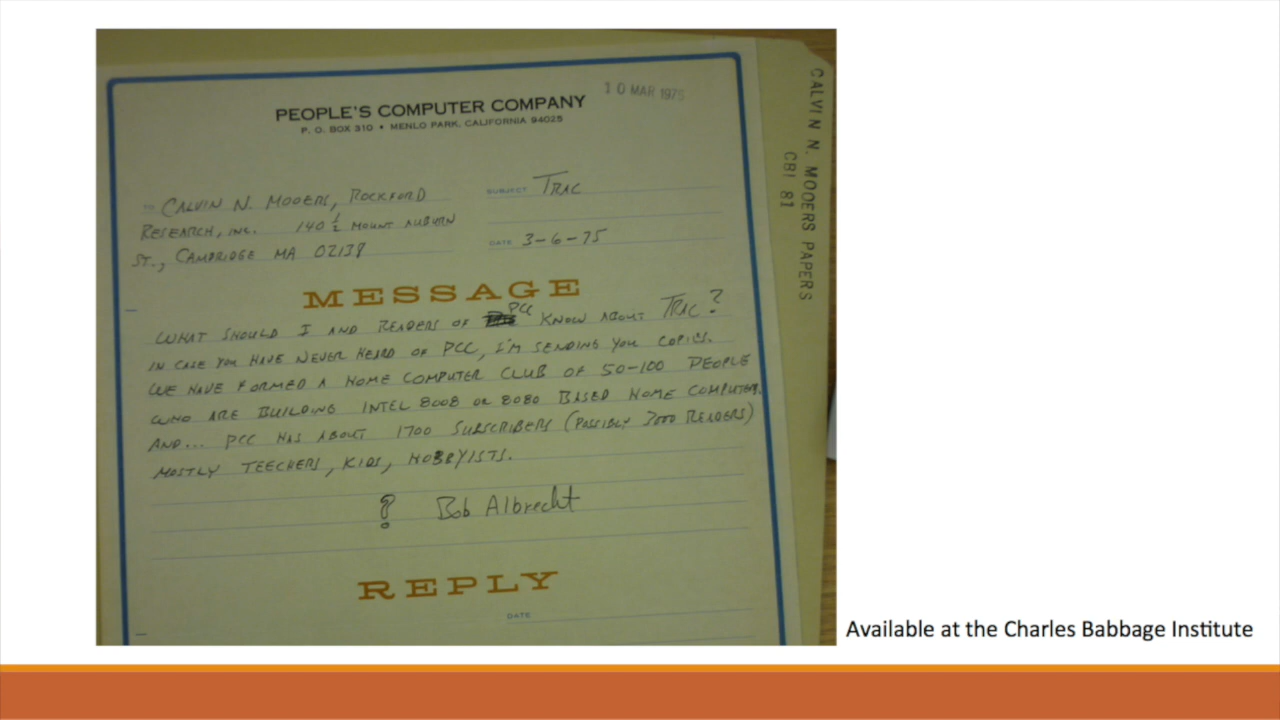 10 MAR 1975
PEOPLE'S COMPUTER COMPANY
P. O. BOX 310 • MENLO PARK, CALIFORNIA 94025
TO CALVIN N. MOOERS, ROCKFORD
RESEARCH, INC. 140 1/2 MOUNT AUBURN
ST., CAMBRIDGE MA 02138
SUBJECT TRAC
DATE 3-6-75
MESSAGE
WHAT SHOULD I AND READERS OF PCC KNOW ABOUT TRAC?
IN CASE YOU HAVE NEVER HEARD OF PCC, I'M SENDING YOU COPIES.
WE HAVE FORMED A HOME COMPUTER CLUB OF 50-100 PEOPLE
WHO ARE BUILDING INTEL 8008 OR 8080 BASED HOME COMPUTERS.
AND... PCC HAS ABOUT 1700 SUBSCRIBERS (POSSIBLY 3000 READERS)
MOSTLY TEECHERS, KIDS, HOBBYISTS.
? Bob Albrecht
REPLY
DATE
CALVIN N. MOOERS PAPERS
CBI 81
Available at the Charles Babbage Institute